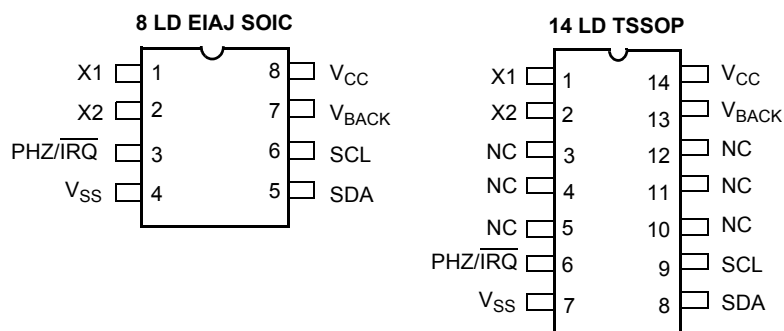 8 LD EIAJ SOIC
X1 1 8 VCC
X2 2 7 VBACK
PHZ/IRQ 3 6 SCL
VSS 4 5 SDA
14 LD TSSOP
X1 1 14 VCC
X2 2 13 VBACK
NC 3 12 NC
NC 4 11 NC
NC 5 10 NC
PHZ/IRQ 6 9 SCL
VSS 7 8 SDA